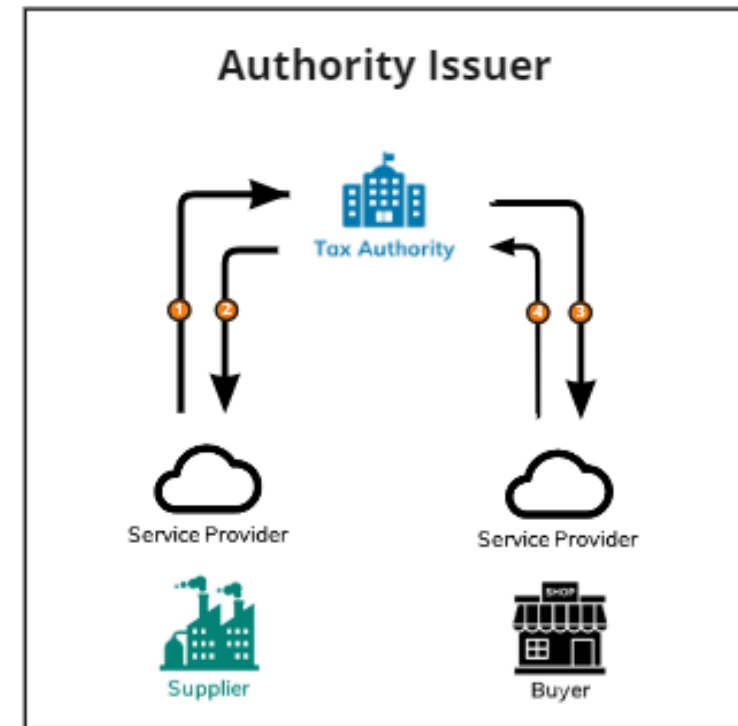 Authority Issuer
Tax Authority
1
2
4
3
Service Provider
Service Provider
SHOP
Supplier
Buyer